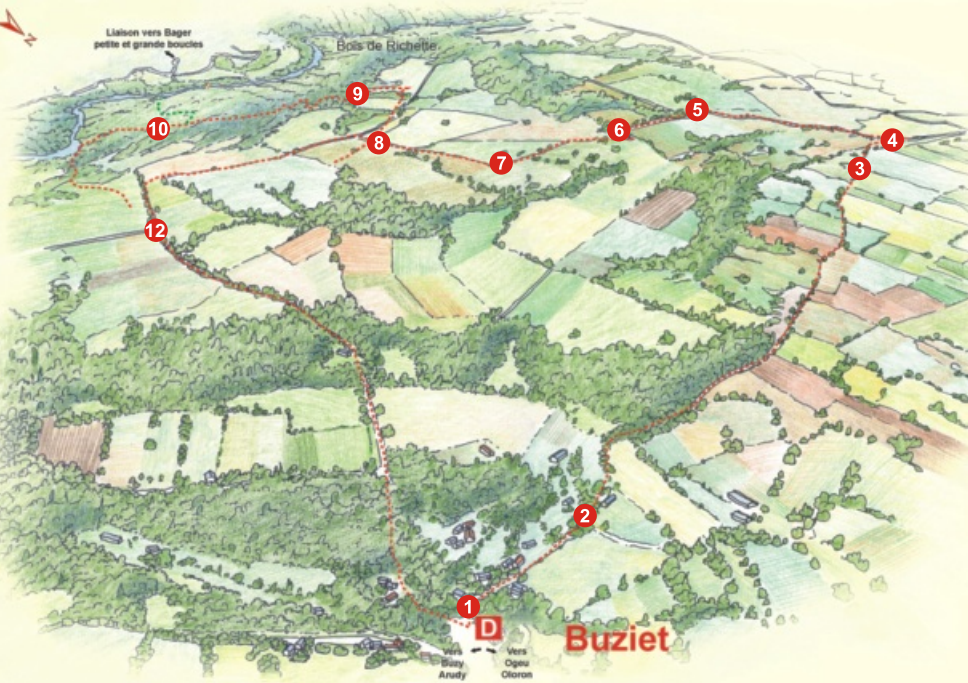 N
Liaison vers Bager
petite et grande boucles
Bois de Richette
9
5
10
6
4
8
7
3
12
2
1
D
Buziet
Vers
Buzy
Arudy
Vers
Ogeu
Oloron